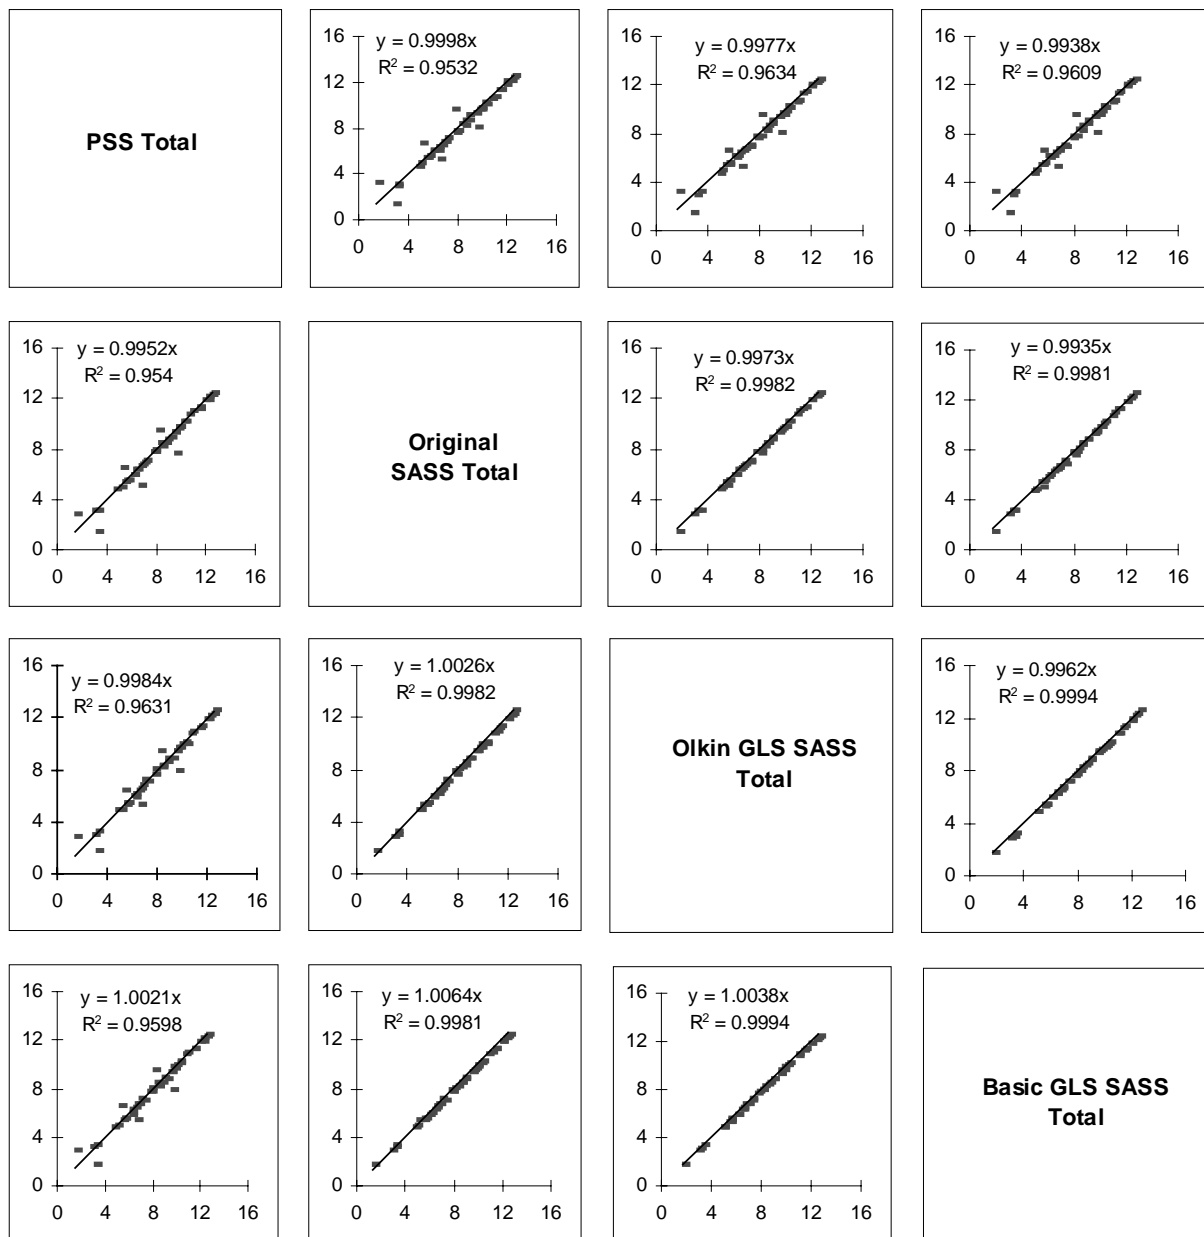 PSS Total
y = 0.9998x
R² = 0.9532
16
12
8
4
0
0 4 8 12 16
y = 0.9977x
R² = 0.9634
16
12
8
4
0
0 4 8 12 16
y = 0.9938x
R² = 0.9609
16
12
8
4
0
0 4 8 12 16
y = 0.9952x
R² = 0.954
16
12
8
4
0
0 4 8 12 16
Original
SASS Total
y = 0.9973x
R² = 0.9982
16
12
8
4
0
0 4 8 12 16
y = 0.9935x
R² = 0.9981
16
12
8
4
0
0 4 8 12 16
y = 0.9984x
R² = 0.9631
16
12
8
4
0
0 4 8 12 16
y = 1.0026x
R² = 0.9982
16
12
8
4
0
0 4 8 12 16
Olkin GLS SASS
Total
y = 0.9962x
R² = 0.9994
16
12
8
4
0
0 4 8 12 16
y = 1.0021x
R² = 0.9598
16
12
8
4
0
0 4 8 12 16
y = 1.0064x
R² = 0.9981
16
12
8
4
0
0 4 8 12 16
y = 1.0038x
R² = 0.9994
16
12
8
4
0
0 4 8 12 16
Basic GLS SASS
Total